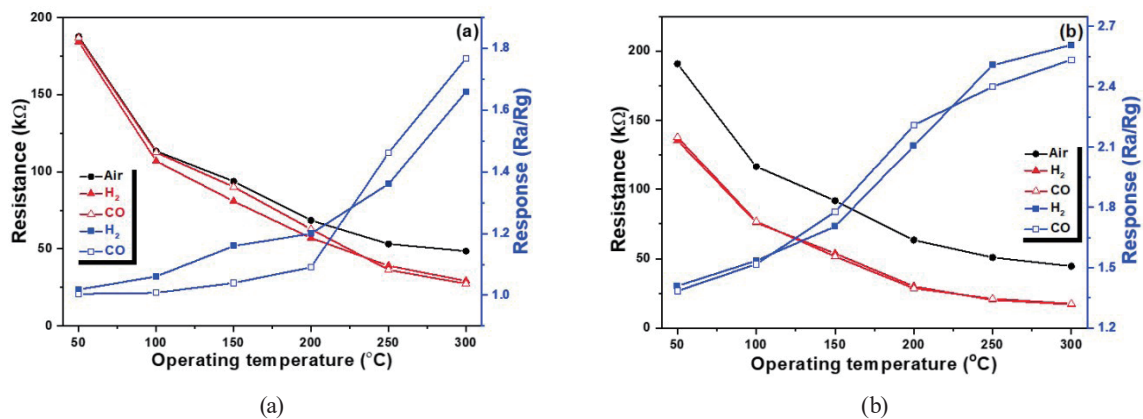 (a)
200
150
100
50
0
Resistance (kΩ)
Air
H₂
CO
H₂
CO
1.8
1.6
1.4
1.2
1.0
Response (Ra/Rg)
50 100 150 200 250 300
Operating temperature (°C)
(a)
(b)
200
150
100
50
0
Resistance (kΩ)
Air
H₂
CO
H₂
CO
2.7
2.4
2.1
1.8
1.5
1.2
Response (Ra/Rg)
50 100 150 200 250 300
Operating temperature (°C)
(b)